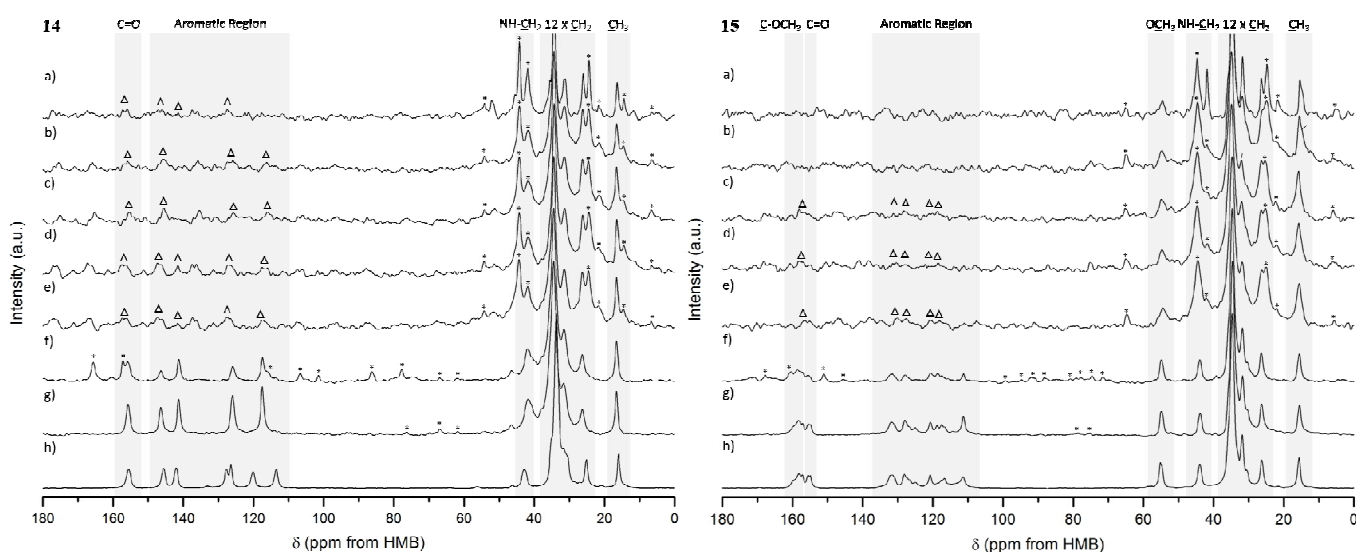 14
C=O
Aromatic Region
NH-CH2
12 x CH2
CH3
a)
b)
c)
d)
e)
f)
g)
h)
Intensity (a.u.)
180 160 140 120 100 80 60 40 20 0
δ (ppm from HMB)
15
C-OCH3
C=O
Aromatic Region
OCH3
NH-CH2
12 x CH2
CH3
a)
b)
c)
d)
e)
f)
g)
h)
Intensity (a.u.)
180 160 140 120 100 80 60 40 20 0
δ (ppm from HMB)